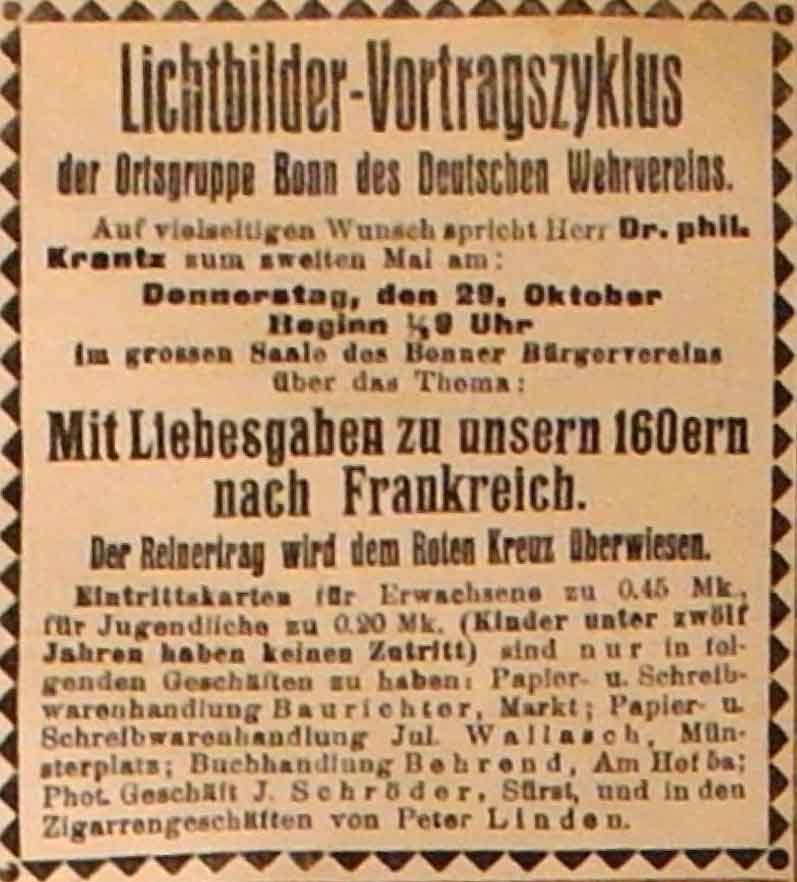 Lichtbilder-Vortragszyklus
der Ortsgruppe Bonn des Deutschen Wehrvereins.
Auf vielseitigen Wunsch spricht Herr Dr. phil.
Krantz zum zweiten Mal am:
Donnerstag, den 29. Oktober
Beginn ½9 Uhr
im grossen Saale des Bonner Bürgervereins
über das Thema:
Mit Liebesgaben zu unsern 160ern
nach Frankreich.
Der Reinertrag wird dem Roten Kreuz überwiesen.
Eintrittskarten für Erwachsene zu 0.45 Mk.,
für Jugendliche zu 0.20 Mk. (Kinder unter zwölf
Jahren haben keinen Zutritt) sind nur in fol-
genden Geschäften zu haben: Papier- u. Schreib-
warenhandlung Baurichter, Markt; Papier- u.
Schreibwarenhandlung Jul. Wallasch, Mün-
sterplatz; Buchhandlung Behrend, Am Hof 5a;
Phot. Geschäft J. Schröder, Sürst, und in den
Zigarrengeschäften von Peter Linden.